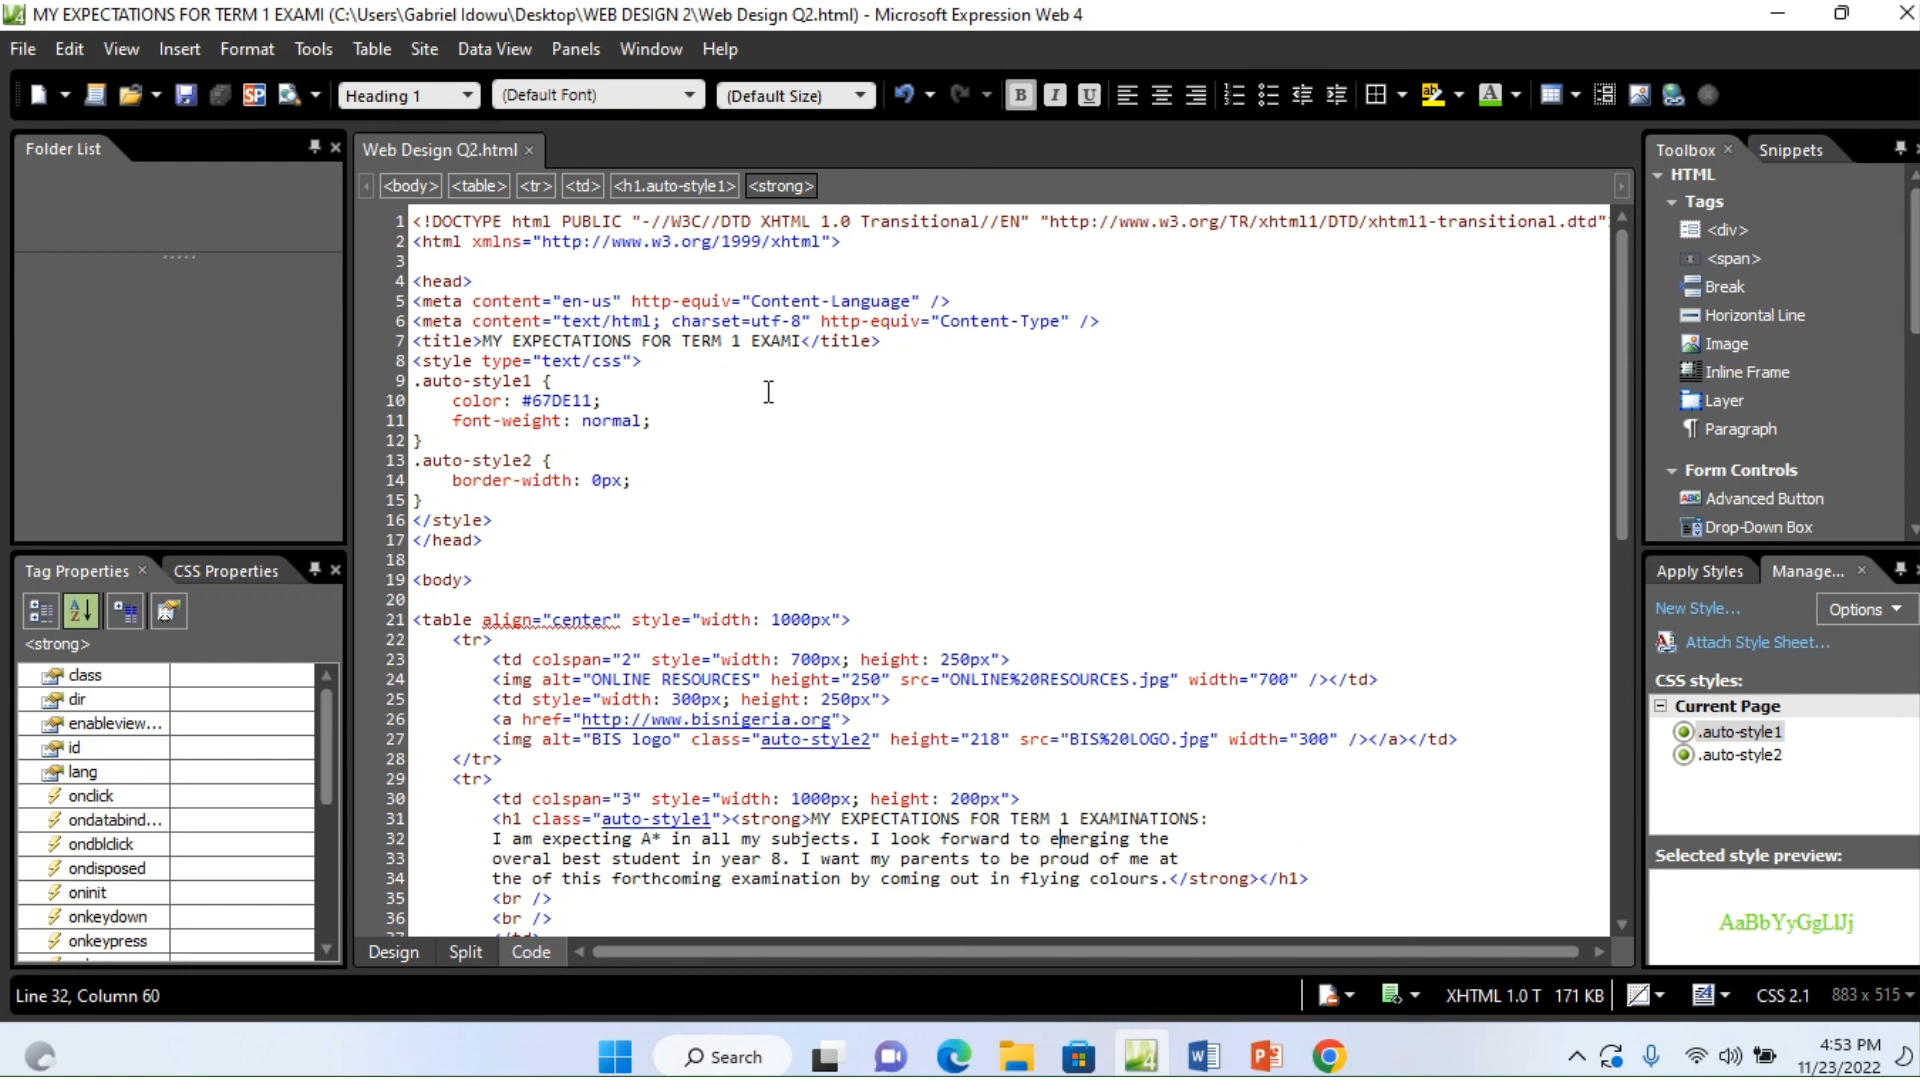 MY EXPECTATIONS FOR TERM 1 EXAMI (C:\Users\Gabriel Idowu\Desktop\WEB DESIGN 2\Web Design Q2.html) - Microsoft Expression Web 4
File Edit View Insert Format Tools Table Site Data View Panels Window Help
Heading 1 (Default Font) (Default Size) B I U
Folder List
Web Design Q2.html
<body> <table> <tr> <td> <h1.auto-style1> <strong>
1 <!DOCTYPE html PUBLIC "-//W3C//DTD XHTML 1.0 Transitional//EN" "http://www.w3.org/TR/xhtml1/DTD/xhtml1-transitional.dtd"
2 <html xmlns="http://www.w3.org/1999/xhtml">
3
4 <head>
5 <meta content="en-us" http-equiv="Content-Language" />
6 <meta content="text/html; charset=utf-8" http-equiv="Content-Type" />
7 <title>MY EXPECTATIONS FOR TERM 1 EXAMI</title>
8 <style type="text/css">
9 .auto-style1 {
10 color: #67DE11;
11 font-weight: normal;
12 }
13 .auto-style2 {
14 border-width: 0px;
15 }
16 </style>
17 </head>
18
19 <body>
20
21 <table align="center" style="width: 1000px">
22 <tr>
23 <td colspan="2" style="width: 700px; height: 250px">
24 <img alt="ONLINE RESOURCES" height="250" src="ONLINE%20RESOURCES.jpg" width="700" /></td>
25 <td style="width: 300px; height: 250px">
26 <a href="http://www.bisnigeria.org">
27 <img alt="BIS logo" class="auto-style2" height="218" src="BIS%20LOGO.jpg" width="300" /></a></td>
28 </tr>
29 <tr>
30 <td colspan="3" style="width: 1000px; height: 200px">
31 <h1 class="auto-style1"><strong>MY EXPECTATIONS FOR TERM 1 EXAMINATIONS:
32 I am expecting A* in all my subjects. I look forward to emerging the
33 overal best student in year 8. I want my parents to be proud of me at
34 the of this forthcoming examination by coming out in flying colours.</strong></h1>
35 <br />
36 <br />
Design Split Code
Tag Properties CSS Properties
<strong>
class
dir
enableview...
id
lang
onclick
ondatabind...
ondblclick
ondisposed
oninit
onkeydown
onkeypress
Toolbox Snippets
HTML
Tags
<div>
<span>
Break
Horizontal Line
Image
Inline Frame
Layer
Paragraph
Form Controls
Advanced Button
Drop-Down Box
Apply Styles Manage...
New Style... Options
Attach Style Sheet...
CSS styles:
Current Page
.auto-style1
.auto-style2
Selected style preview:
AaBbYyGgLlJj
Line 32, Column 60 XHTML 1.0 T 171 KB CSS 2.1 883 x 515
Search
4:53 PM
11/23/2022